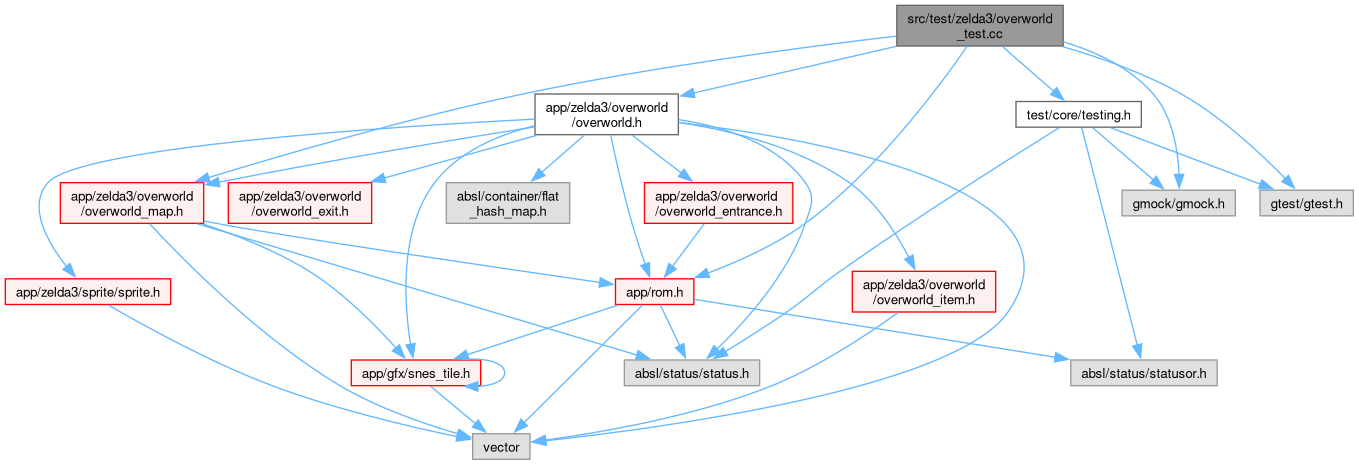 src/test/zelda3/overworld
_test.cc
app/zelda3/overworld
/overworld.h
test/core/testing.h
app/zelda3/overworld
/overworld_map.h
app/zelda3/overworld
/overworld_exit.h
absl/container/flat
_hash_map.h
app/zelda3/overworld
/overworld_entrance.h
gmock/gmock.h
gtest/gtest.h
app/zelda3/sprite/sprite.h
app/rom.h
app/zelda3/overworld
/overworld_item.h
app/gfx/snes_tile.h
absl/status/status.h
absl/status/statusor.h
vector